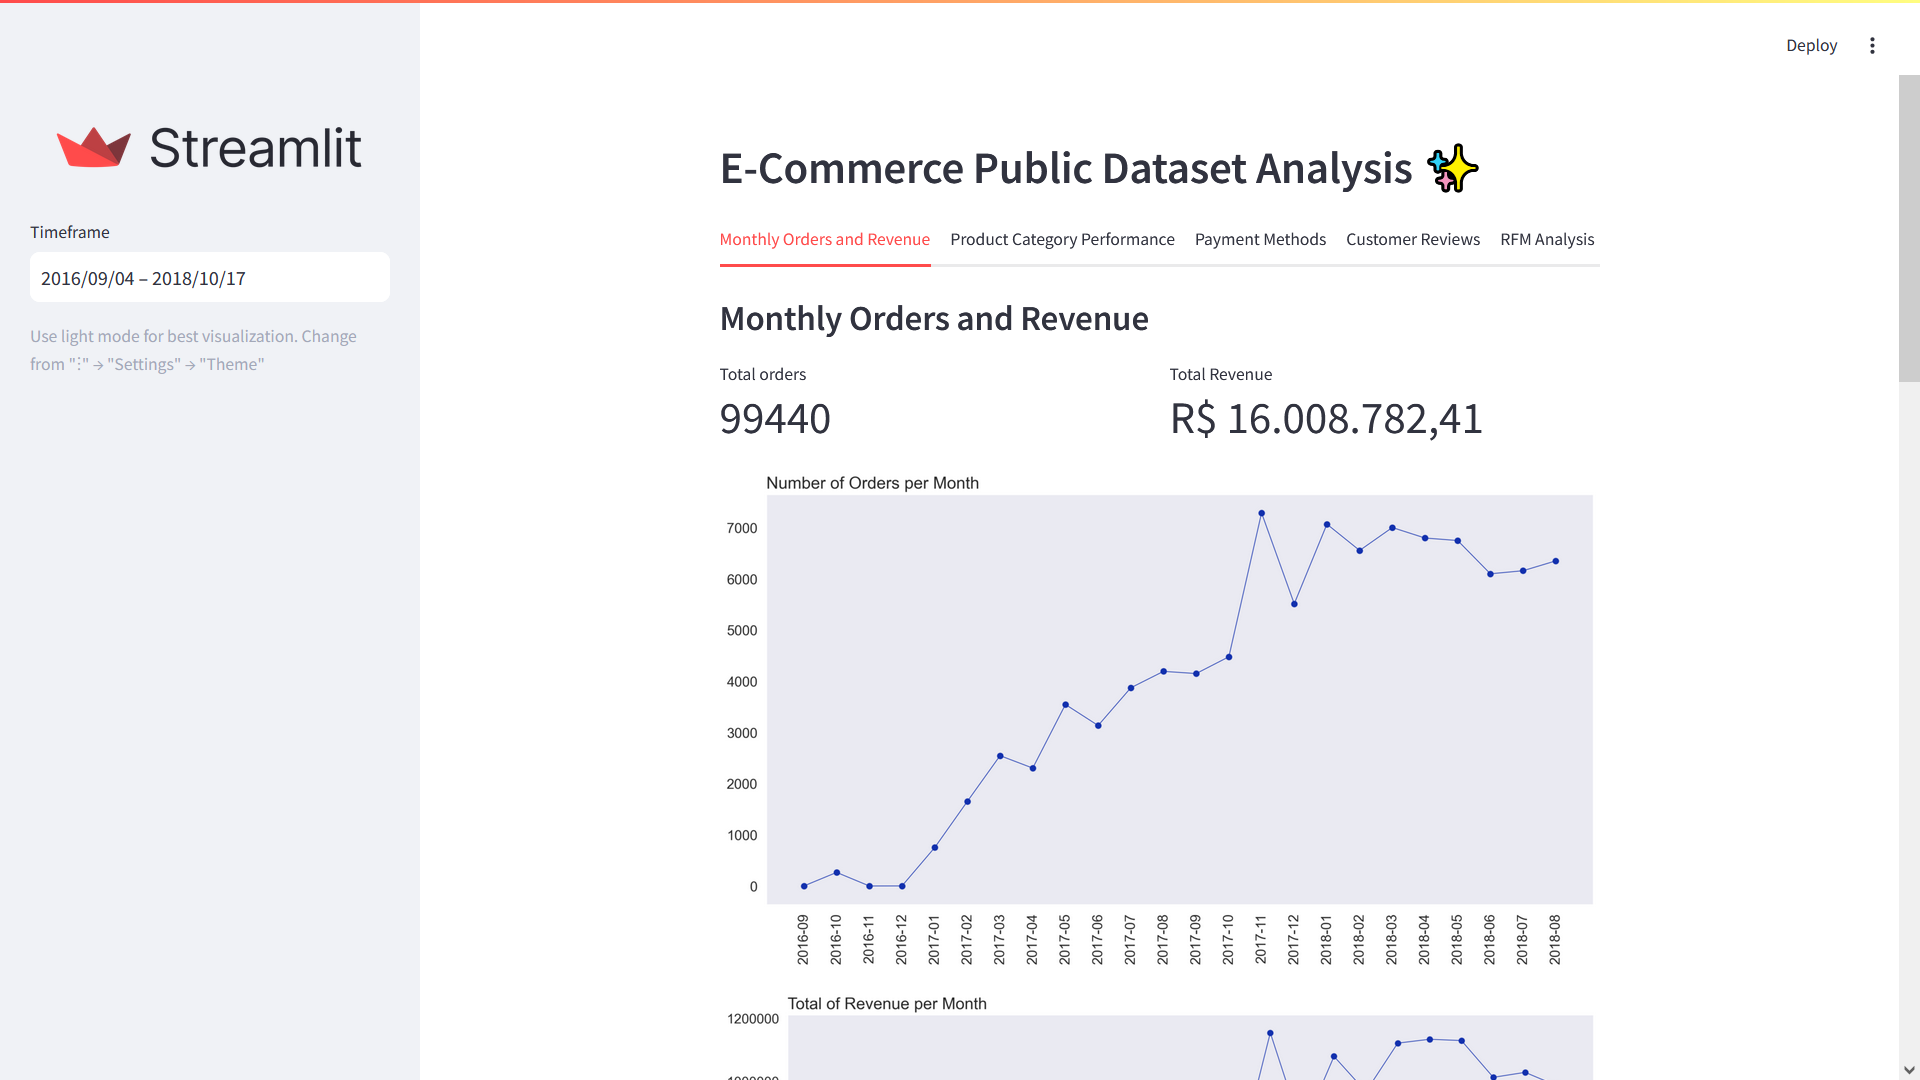 Deploy
Streamlit
Timeframe
2016/09/04 – 2018/10/17
Use light mode for best visualization. Change
from "⋮" → "Settings" → "Theme"
E-Commerce Public Dataset Analysis ✨
Monthly Orders and Revenue Product Category Performance Payment Methods Customer Reviews RFM Analysis
Monthly Orders and Revenue
Total orders
99440
Total Revenue
R$ 16.008.782,41
Number of Orders per Month
7000
6000
5000
4000
3000
2000
1000
0
2016-09 2016-10 2016-11 2016-12 2017-01 2017-02 2017-03 2017-04 2017-05 2017-06 2017-07 2017-08 2017-09 2017-10 2017-11 2017-12 2018-01 2018-02 2018-03 2018-04 2018-05 2018-06 2018-07 2018-08
Total of Revenue per Month
1200000